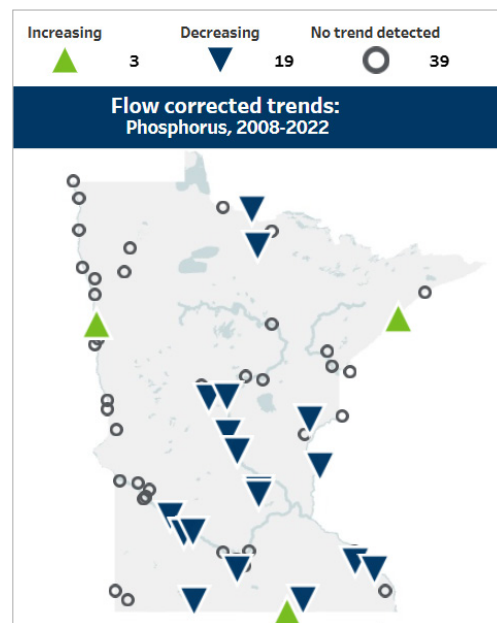 Increasing Decreasing No trend detected
3 19 39
Flow corrected trends:
Phosphorus, 2008-2022